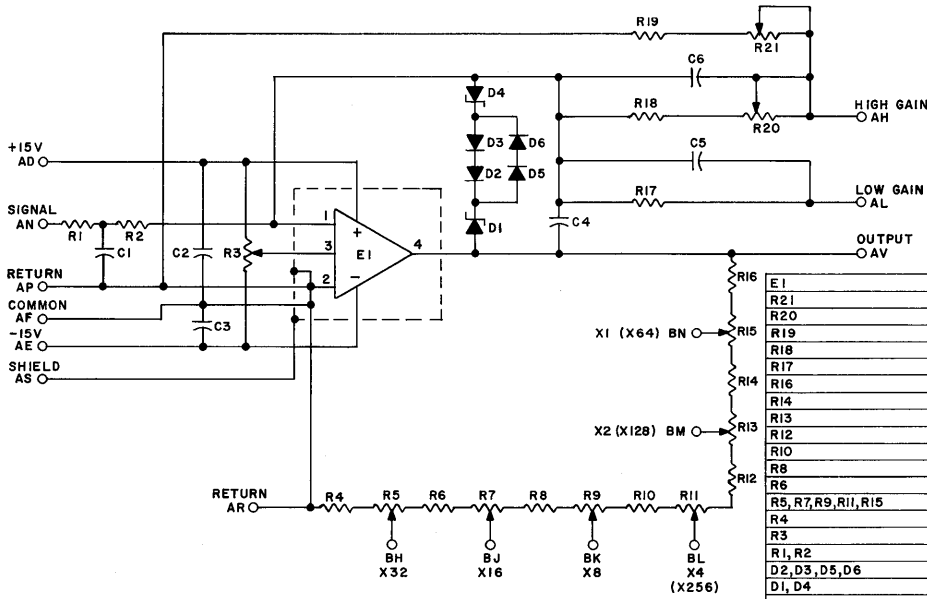 R19
R21
C6
D4
R18
R20
HIGH GAIN
AH
+15V
AD
D3
D6
C5
D2
D5
SIGNAL
AN
R1
R2
R17
LOW GAIN
AL
1
+
C1
C2
R3
3
E1
4
D1
C4
OUTPUT
AV
RETURN
AP
2
−
COMMON
AF
C3
R16
−15V
AE
SHIELD
AS
X1 (X64) BN
R15
R14
X2 (X128) BM
R13
R12
RETURN
AR
R4
R5
R6
R7
R8
R9
R10
R11
BH
X32
BJ
X16
BK
X8
BL
X4
(X256)
E1
R21
R20
R19
R18
R17
R16
R14
R13
R12
R10
R8
R6
R5, R7, R9, R11, R15
R4
R3
R1, R2
D2, D3, D5, D6
D1, D4